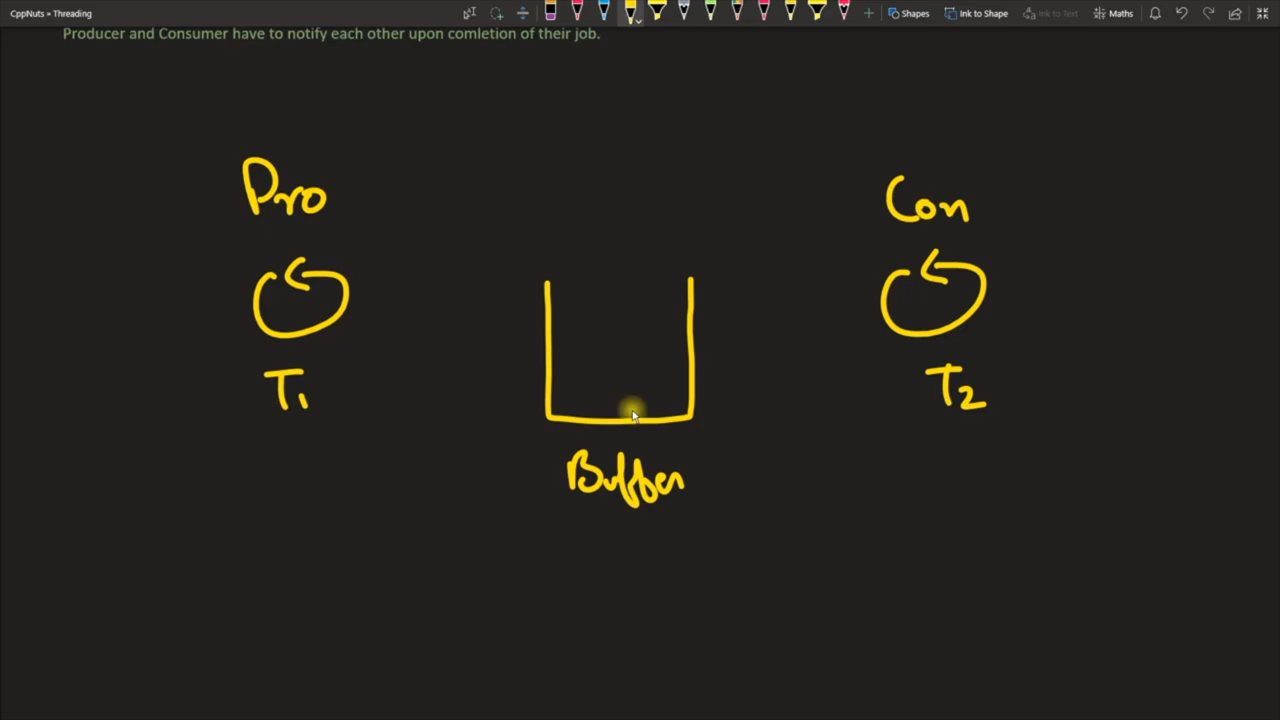 CppNuts » Threading
Shapes
Ink to Shape
Ink to Text
Maths
Producer and Consumer have to notify each other upon comletion of their job.
Pro
Con
T1
T2
Buffer